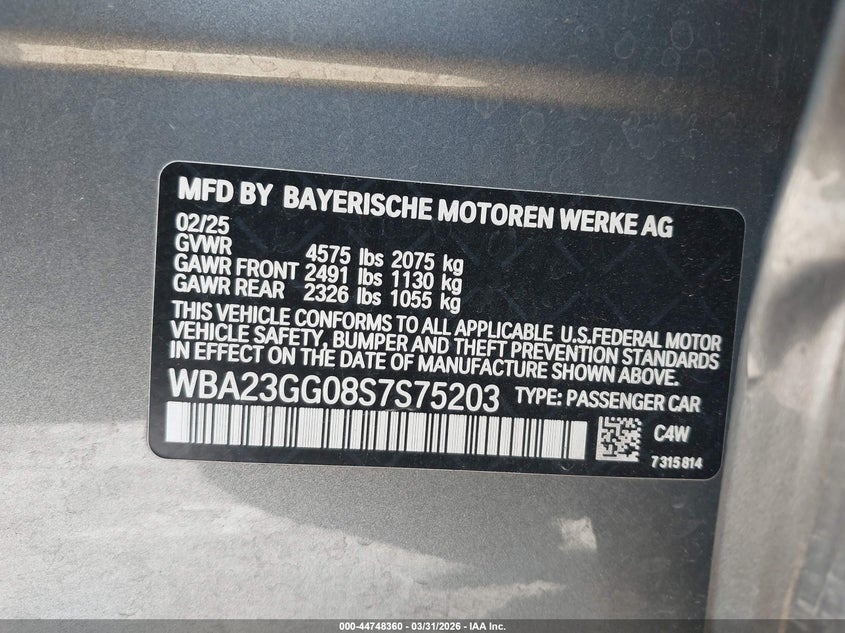 MFD BY BAYERISCHE MOTOREN WERKE AG
02/25
GVWR 4575 lbs 2075 kg
GAWR FRONT 2491 lbs 1130 kg
GAWR REAR 2326 lbs 1055 kg
THIS VEHICLE CONFORMS TO ALL APPLICABLE U.S.FEDERAL MOTOR
VEHICLE SAFETY, BUMPER AND THEFT PREVENTION STANDARDS
IN EFFECT ON THE DATE OF MANUFACTURE SHOWN ABOVE.
WBA23GG08S7S75203 TYPE: PASSENGER CAR
C4W
7315814
000-44748360 - 03/31/2026 - IAA Inc.